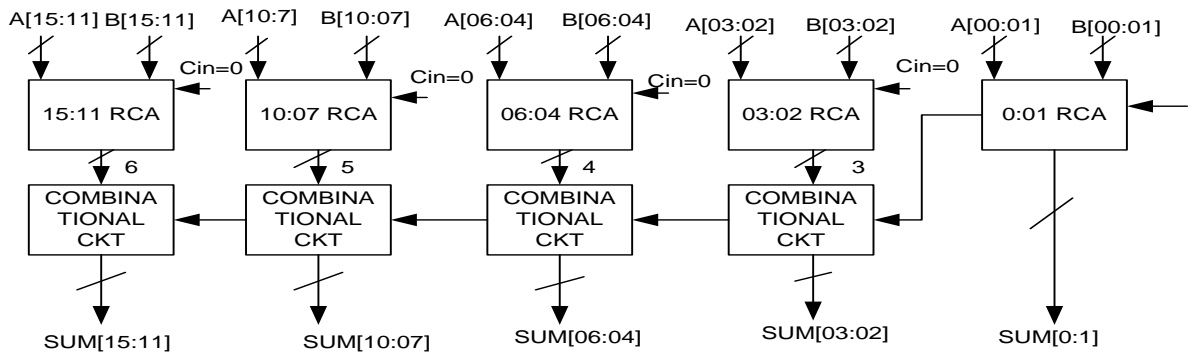 A[15:11] B[15:11] A[10:7] B[10:07] A[06:04] B[06:04] A[03:02] B[03:02] A[00:01] B[00:01]
Cin=0 Cin=0 Cin=0 Cin=0
15:11 RCA 10:07 RCA 06:04 RCA 03:02 RCA 0:01 RCA
6 5 4 3
COMBINA COMBINA COMBINA COMBINA
TIONAL TIONAL TIONAL TIONAL
CKT CKT CKT CKT
SUM[15:11] SUM[10:07] SUM[06:04] SUM[03:02] SUM[0:1]